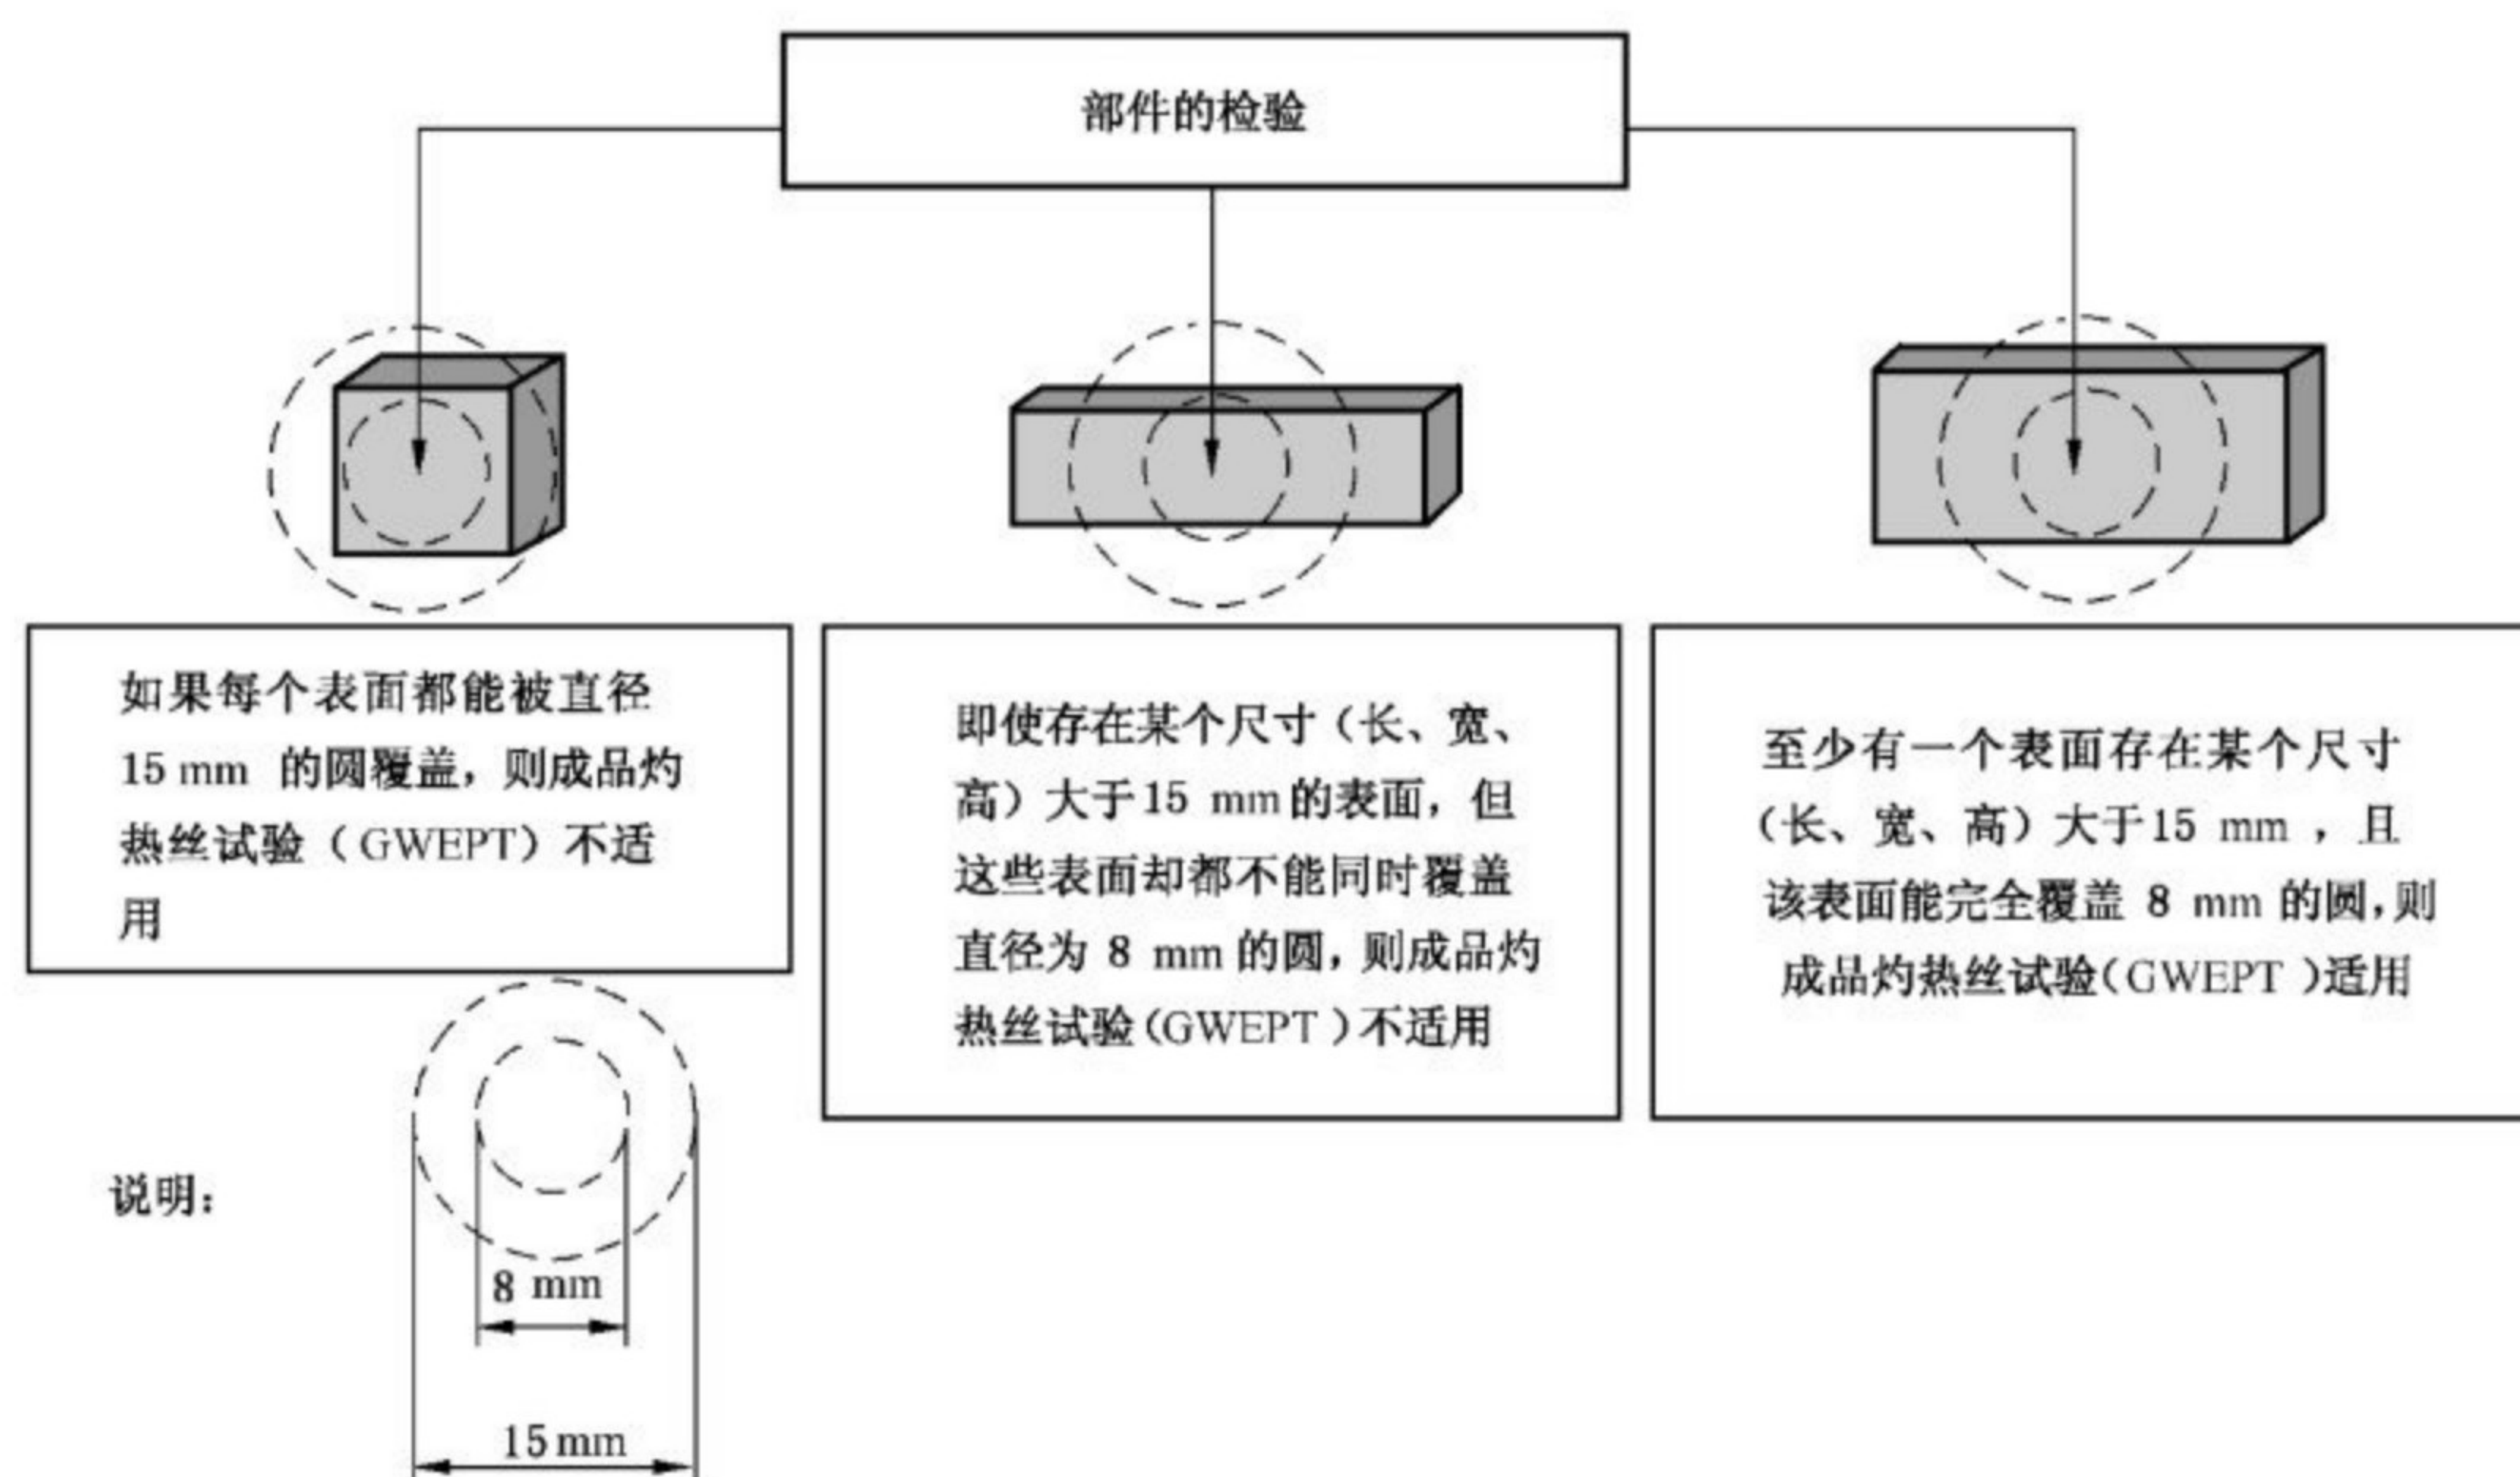 部件的检验
如果每个表面都能被直径
15 mm 的圆覆盖，则成品灼
热丝试验（GWEPT）不适
用
即使存在某个尺寸（长、宽、
高）大于15 mm的表面，但
这些表面却都不能同时覆盖
直径为 8 mm 的圆，则成品灼
热丝试验（GWEPT）不适用
至少有一个表面存在某个尺寸
（长、宽、高）大于15 mm ，且
该表面能完全覆盖 8 mm 的圆，则
成品灼热丝试验（GWEPT ）适用
说明：
8 mm
15 mm